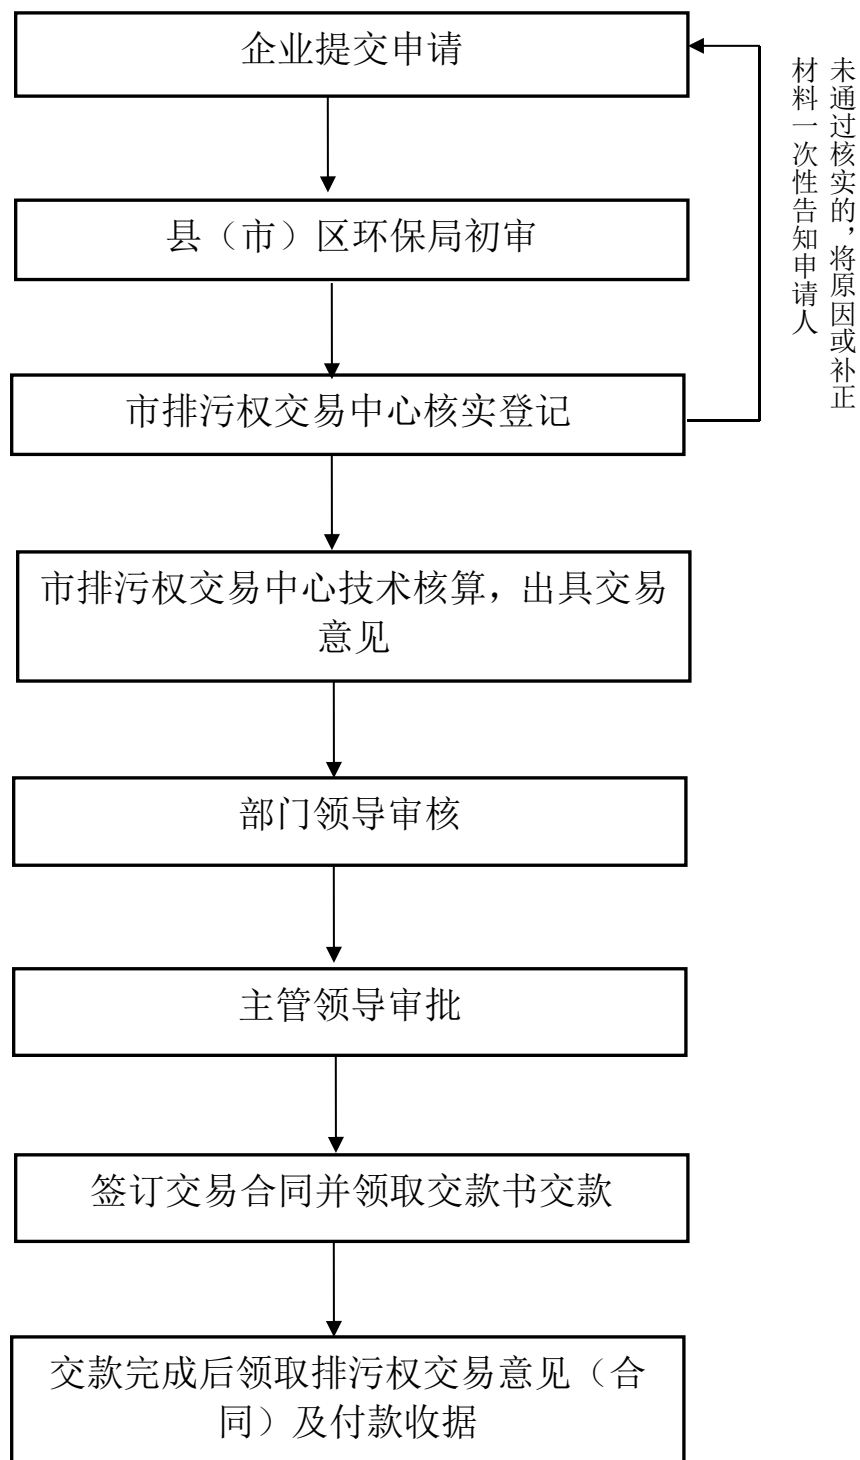 企业提交申请
县（市）区环保局初审
市排污权交易中心核实登记
市排污权交易中心技术核算，出具交易
意见
部门领导审核
主管领导审批
签订交易合同并领取交款书交款
交款完成后领取排污权交易意见（合
同）及付款收据
未通过核实的，将原因或补正
材料一次性告知申请人